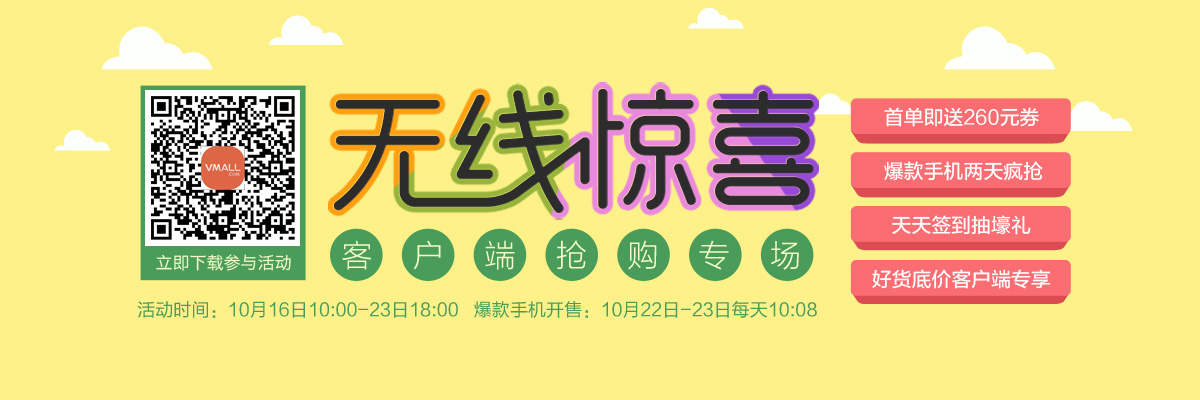 VMALL
.COM
立即下载参与活动
无线惊喜
客户端抢购专场
活动时间：10月16日10:00-23日18:00 爆款手机开售：10月22日-23日每天10:08
首单即送260元券
爆款手机两天疯抢
天天签到抽壕礼
好货底价客户端专享